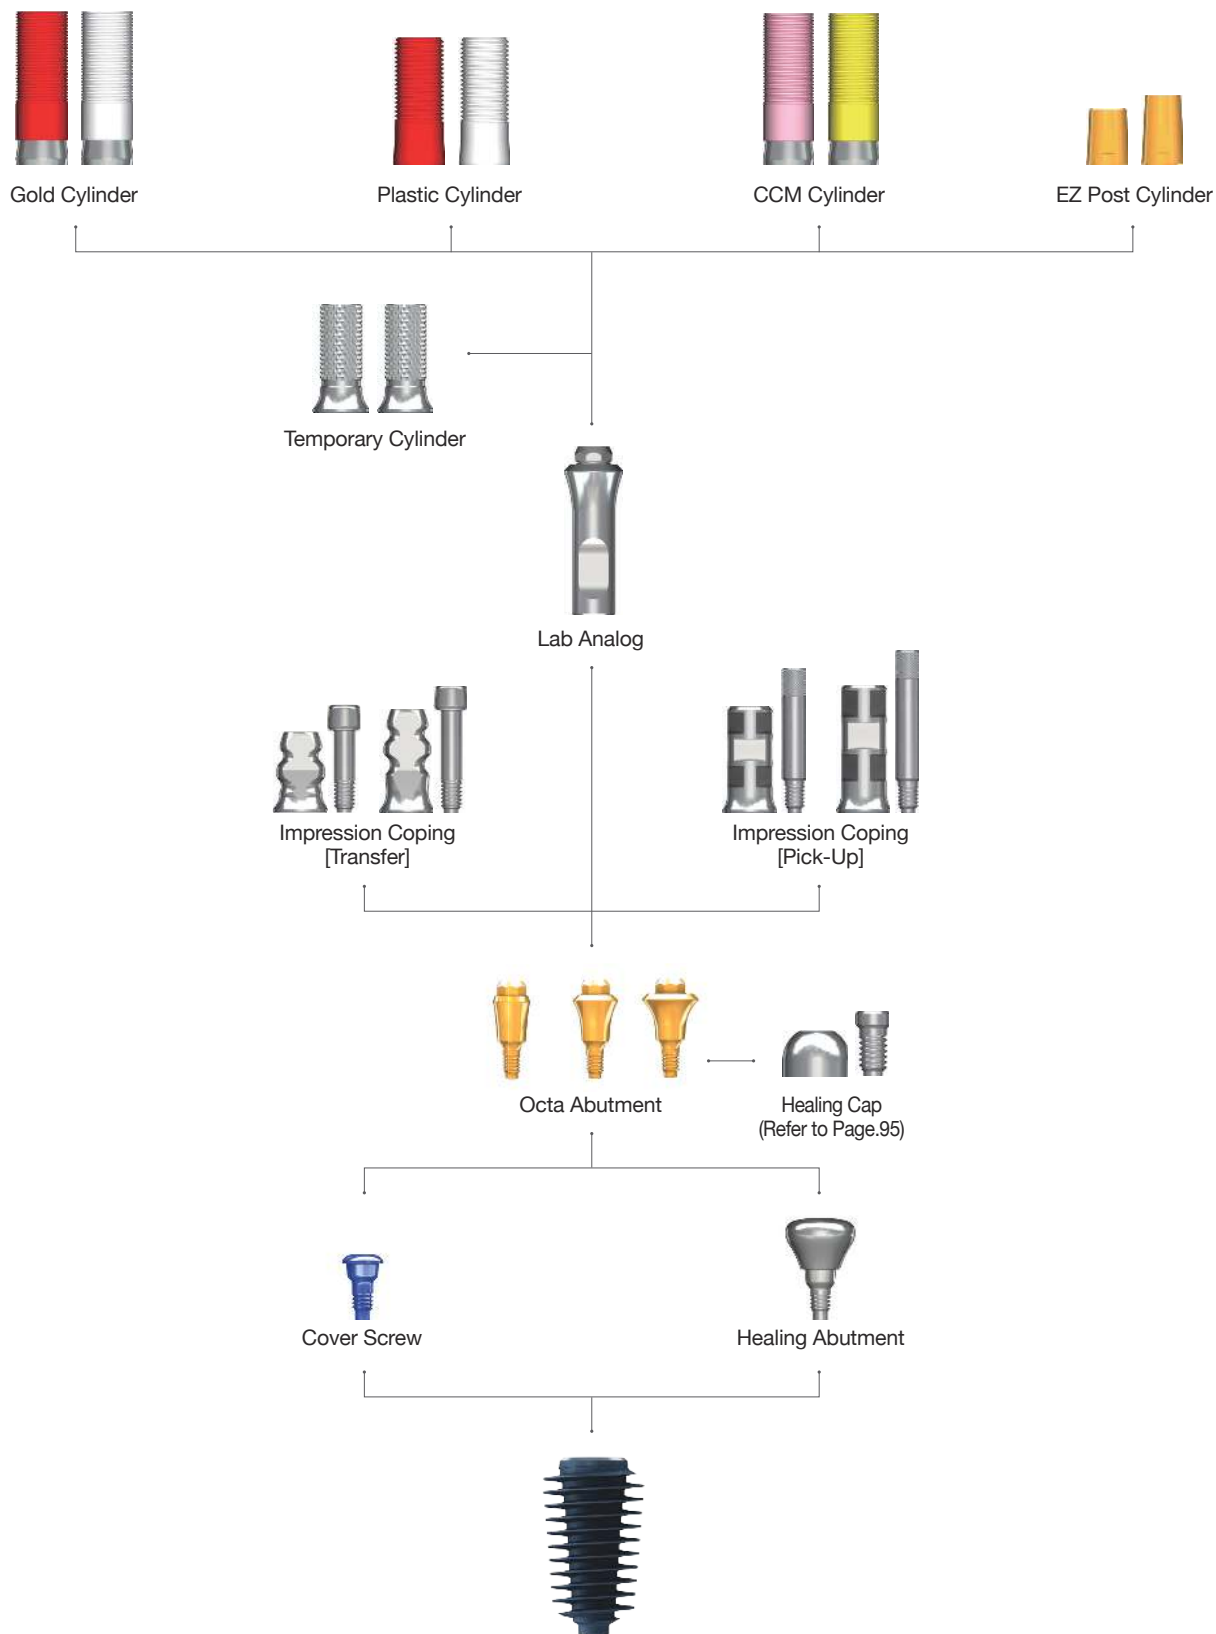 Gold Cylinder
Plastic Cylinder
CCM Cylinder
EZ Post Cylinder
Temporary Cylinder
Lab Analog
Impression Coping
[Transfer]
Impression Coping
[Pick-Up]
Octa Abutment
Healing Cap
(Refer to Page.95)
Cover Screw
Healing Abutment